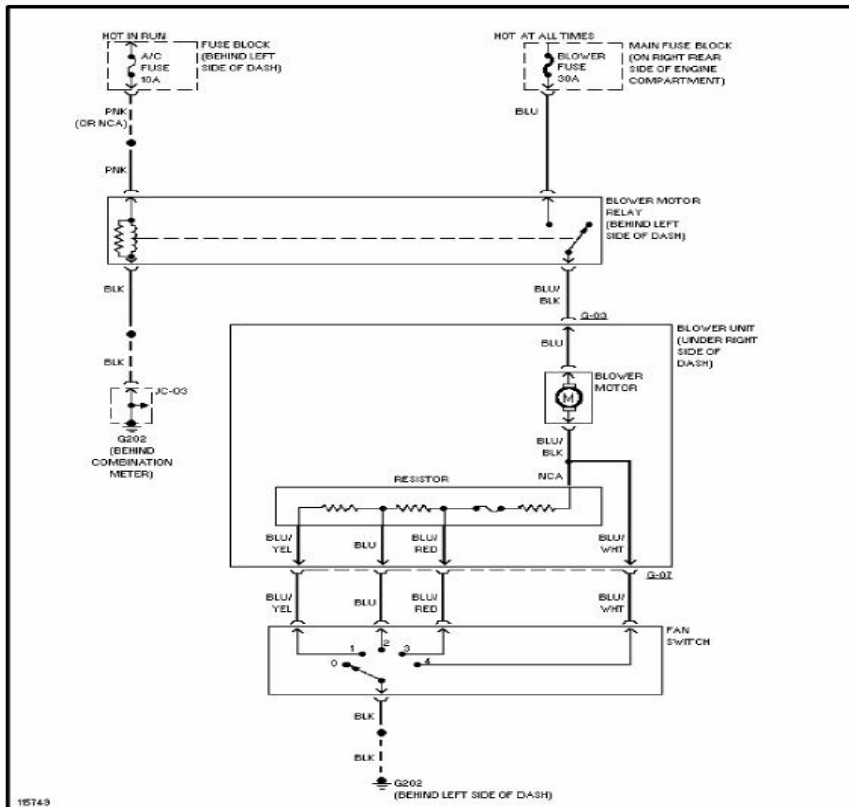 HOT IN RUN
A/C
FUSE
10A
FUSE BLOCK
(BEHIND LEFT
SIDE OF DASH)
HOT AT ALL TIMES
BLOWER
FUSE
30A
MAIN FUSE BLOCK
(ON RIGHT REAR
SIDE OF ENGINE
COMPARTMENT)
PNK
(OR NCA)
BLU
PNK
BLOWER MOTOR
RELAY
(BEHIND LEFT
SIDE OF DASH)
BLK
BLU/
BLK
G-03
BLK
BLU
BLOWER UNIT
(UNDER RIGHT
SIDE OF
DASH)
JC-03
G202
(BEHIND
COMBINATION
METER)
BLOWER
MOTOR
M
BLU/
BLK
NCA
RESISTOR
BLU/
YEL
BLU
BLU/
RED
BLU/
WHT
G-07
BLU/
YEL
BLU
BLU/
RED
BLU/
WHT
FAN
SWITCH
0
1
2
3
4
BLK
BLK
G202
(BEHIND LEFT SIDE OF DASH)
115749